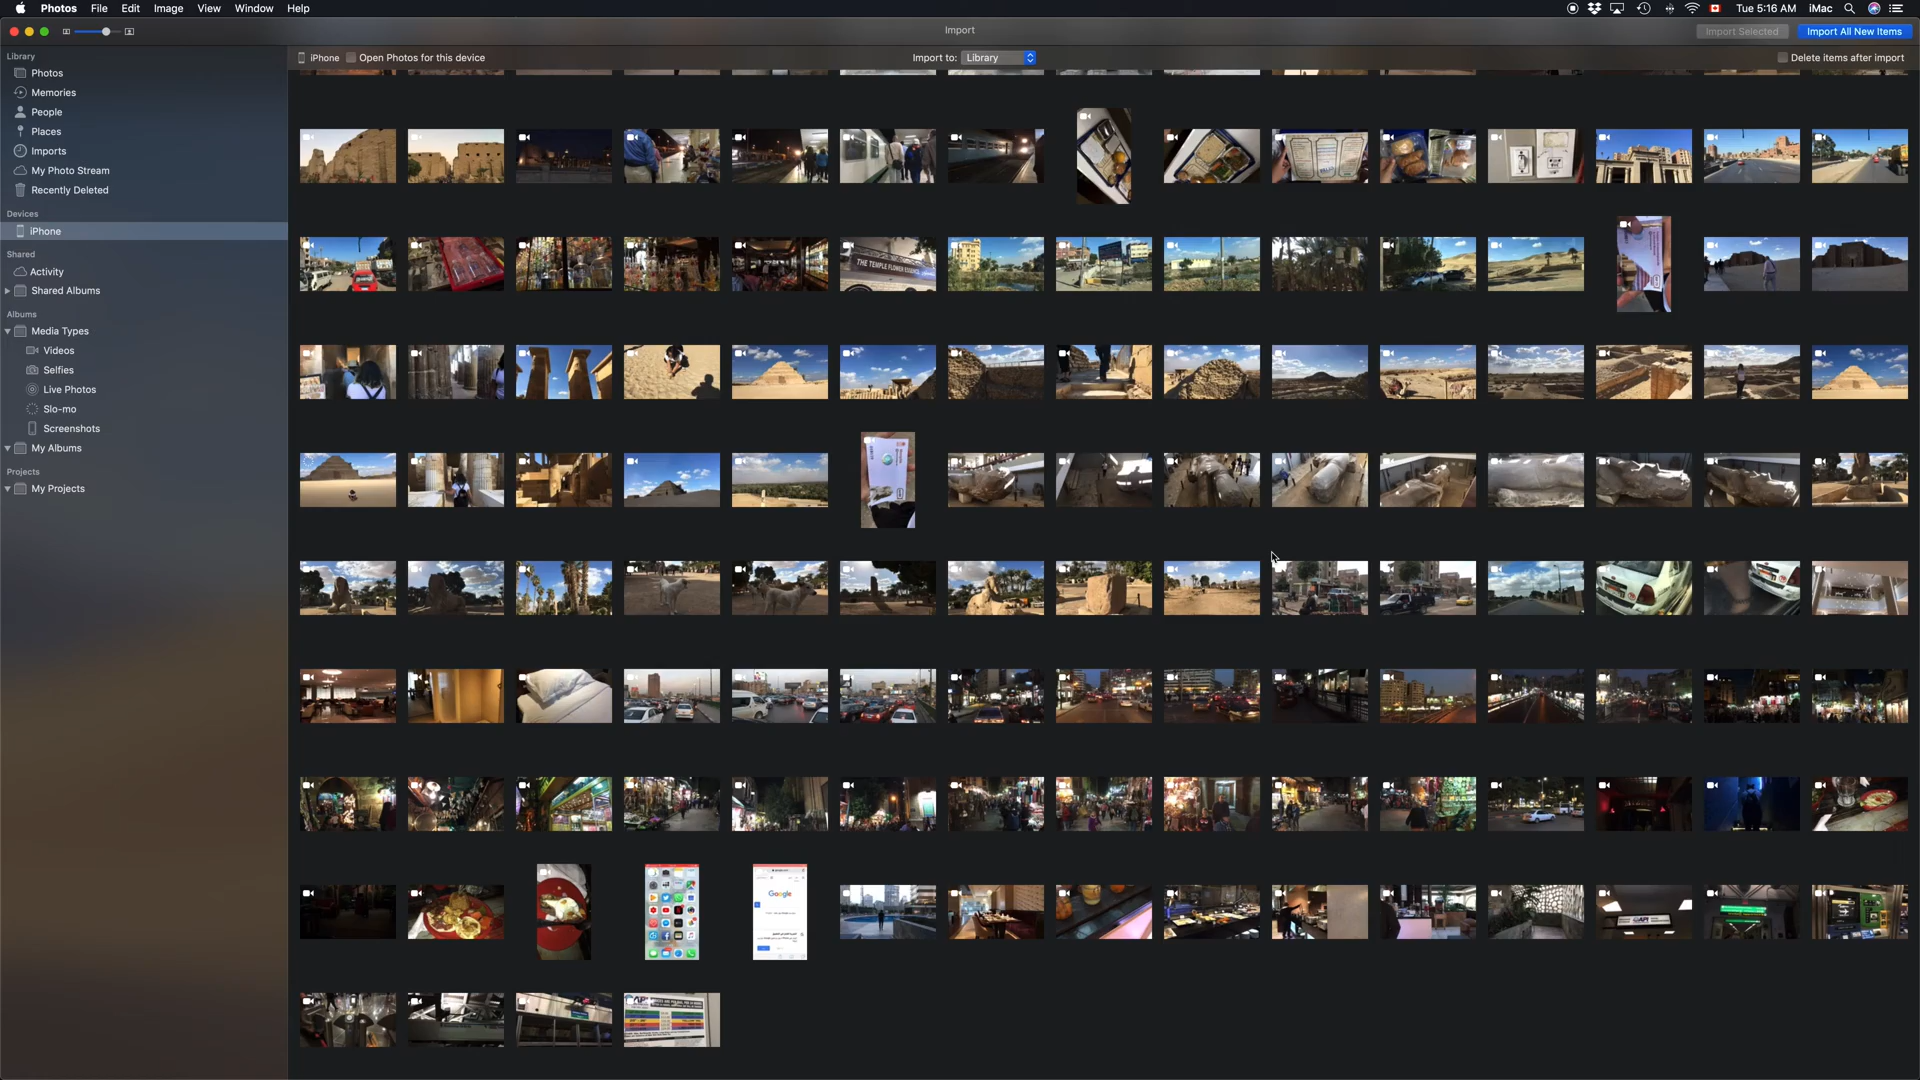 Photos File Edit Image View Window Help
Tue 5:16 AM iMac
Import
Import Selected Import All New Items
iPhone Open Photos for this device Import to: Library Delete items after import
Library
Photos
Memories
People
Places
Imports
My Photo Stream
Recently Deleted
Devices
iPhone
Shared
Activity
Shared Albums
Albums
Media Types
Videos
Selfies
Live Photos
Slo-mo
Screenshots
My Albums
Projects
My Projects
THE TEMPLE FLOWER ESSENCE
Google